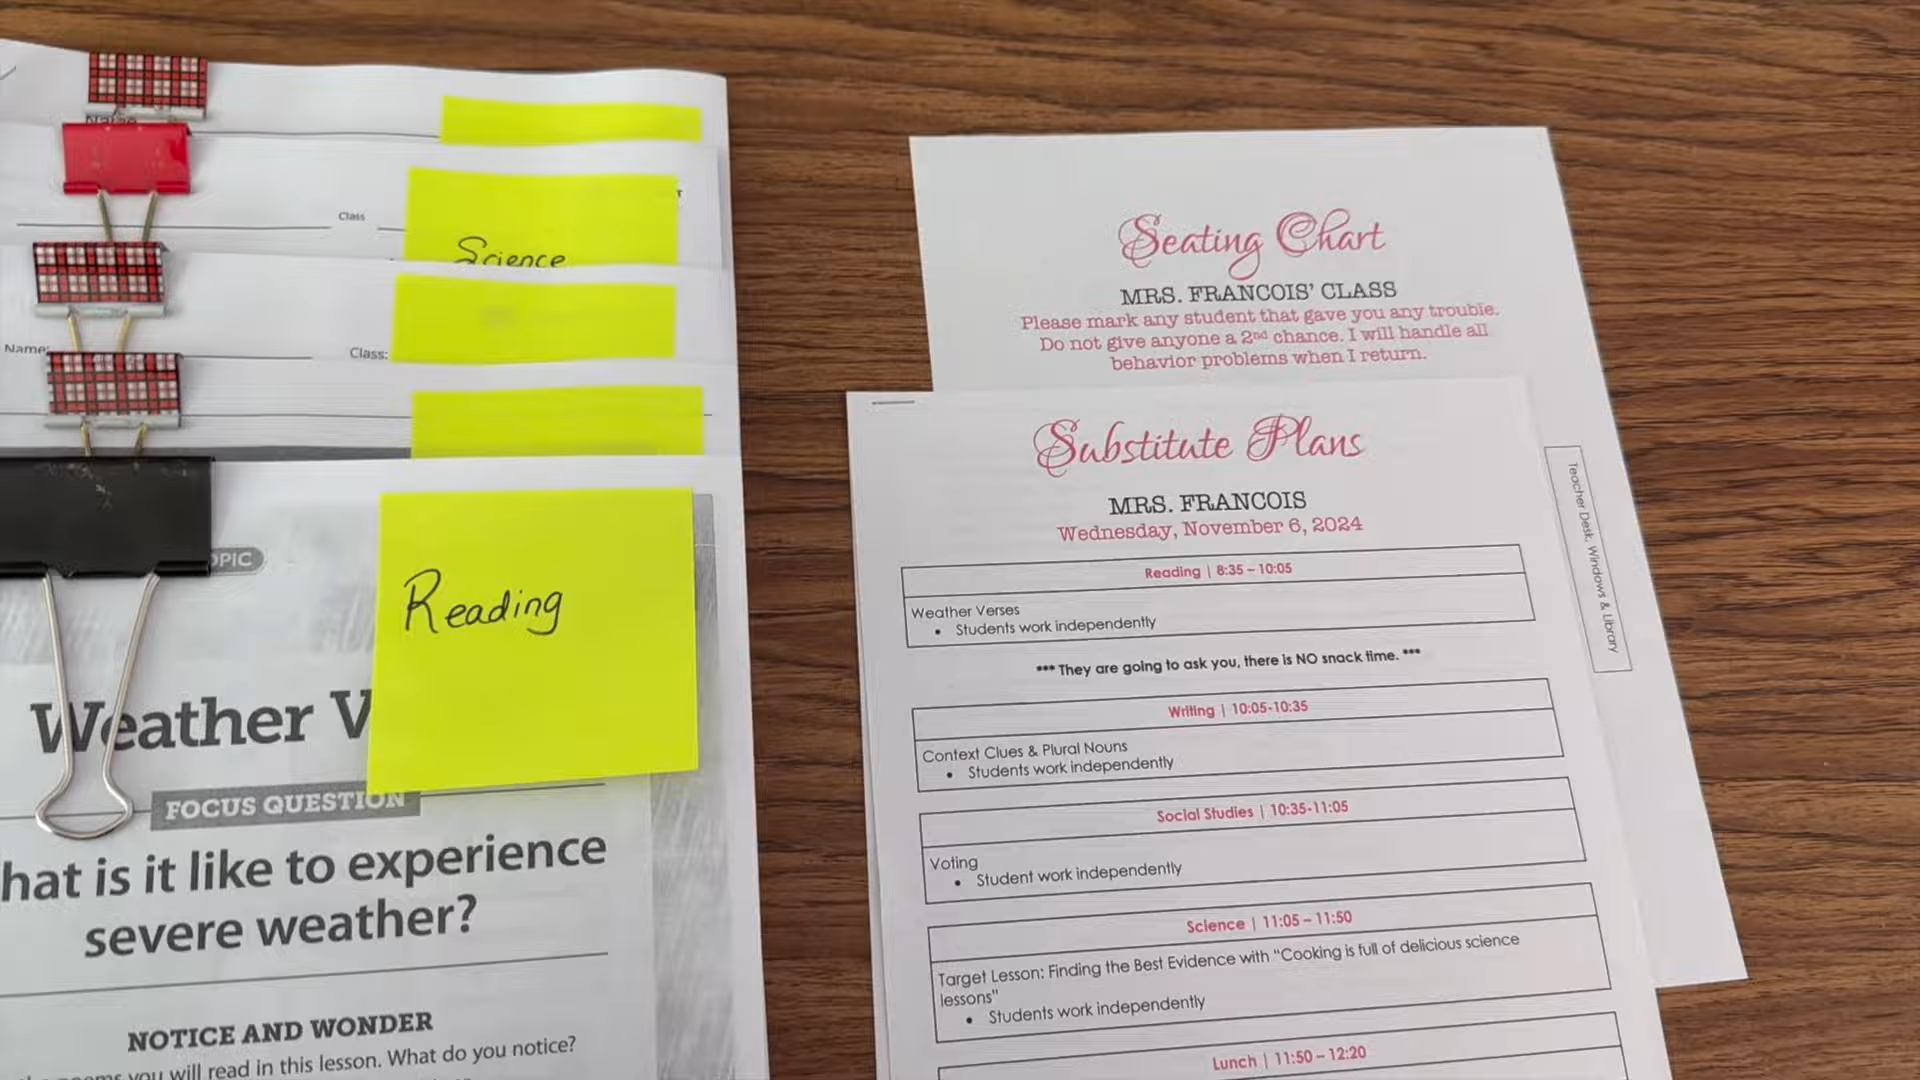 Name
Class
Science
Name:
Class:
OPIC
Reading
Weather V
FOCUS QUESTION
hat is it like to experience
severe weather?
NOTICE AND WONDER
you will read in this lesson. What do you notice?
Seating Chart
MRS. FRANCOIS' CLASS
Please mark any student that gave you any trouble.
Do not give anyone a 2nd chance. I will handle all
behavior problems when I return.
Teacher Desk, Windows & Library
Substitute Plans
MRS. FRANCOIS
Wednesday, November 6, 2024
Reading | 8:35 – 10:05
Weather Verses
• Students work independently
*** They are going to ask you, there is NO snack time. ***
Writing | 10:05-10:35
Context Clues & Plural Nouns
• Students work independently
Social Studies | 10:35-11:05
Voting
• Student work independently
Science | 11:05 – 11:50
Target Lesson: Finding the Best Evidence with “Cooking is full of delicious science
lessons”
• Students work independently
Lunch | 11:50 – 12:20